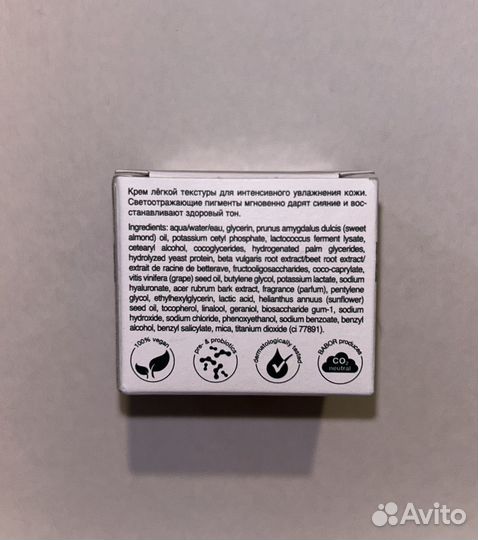 Крем лёгкой текстуры для интенсивного увлажнения кожи.
Светоотражающие пигменты мгновенно дарят сияние и вос-
станавливают здоровый тон.
Ingredients: aqua/water/eau, glycerin, prunus amygdalus dulcis (sweet
almond) oil, potassium cetyl phosphate, lactococcus ferment lysate,
cetearyl alcohol, cocoglycerides, hydrogenated palm glycerides,
hydrolyzed yeast protein, beta vulgaris root extract/beet root extract/
extrait de racine de betterave, fructooligosaccharides, coco-caprylate,
vitis vinifera (grape) seed oil, butylene glycol, potassium lactate, sodium
hyaluronate, acer rubrum bark extract, fragrance (parfum), pentylene
glycol, ethylhexylglycerin, lactic acid, helianthus annuus (sunflower)
seed oil, tocopherol, linalool, geraniol, biosaccharide gum-1, sodium
hydroxide, sodium chloride, phenoxyethanol, sodium benzoate, benzyl
alcohol, benzyl salicylate, mica, titanium dioxide (ci 77891).
100% vegan
pre- & probiotics
dermatologically tested
BABOR produces
CO2
neutral
Avito